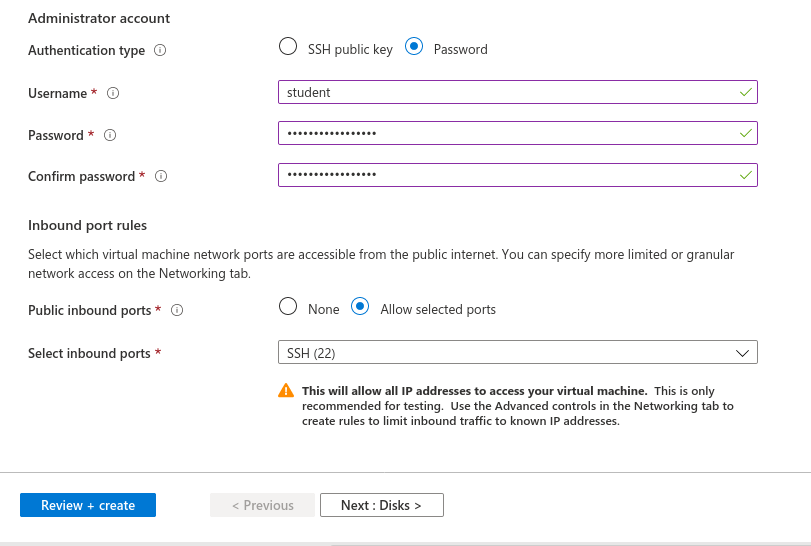 Administrator account
Authentication type
SSH public key
Password
Username *
student
Password *
•••••••••••••••••
Confirm password *
•••••••••••••••••
Inbound port rules
Select which virtual machine network ports are accessible from the public internet. You can specify more limited or granular
network access on the Networking tab.
Public inbound ports *
None
Allow selected ports
Select inbound ports *
SSH (22)
This will allow all IP addresses to access your virtual machine. This is only
recommended for testing. Use the Advanced controls in the Networking tab to
create rules to limit inbound traffic to known IP addresses.
Review + create
< Previous
Next : Disks >